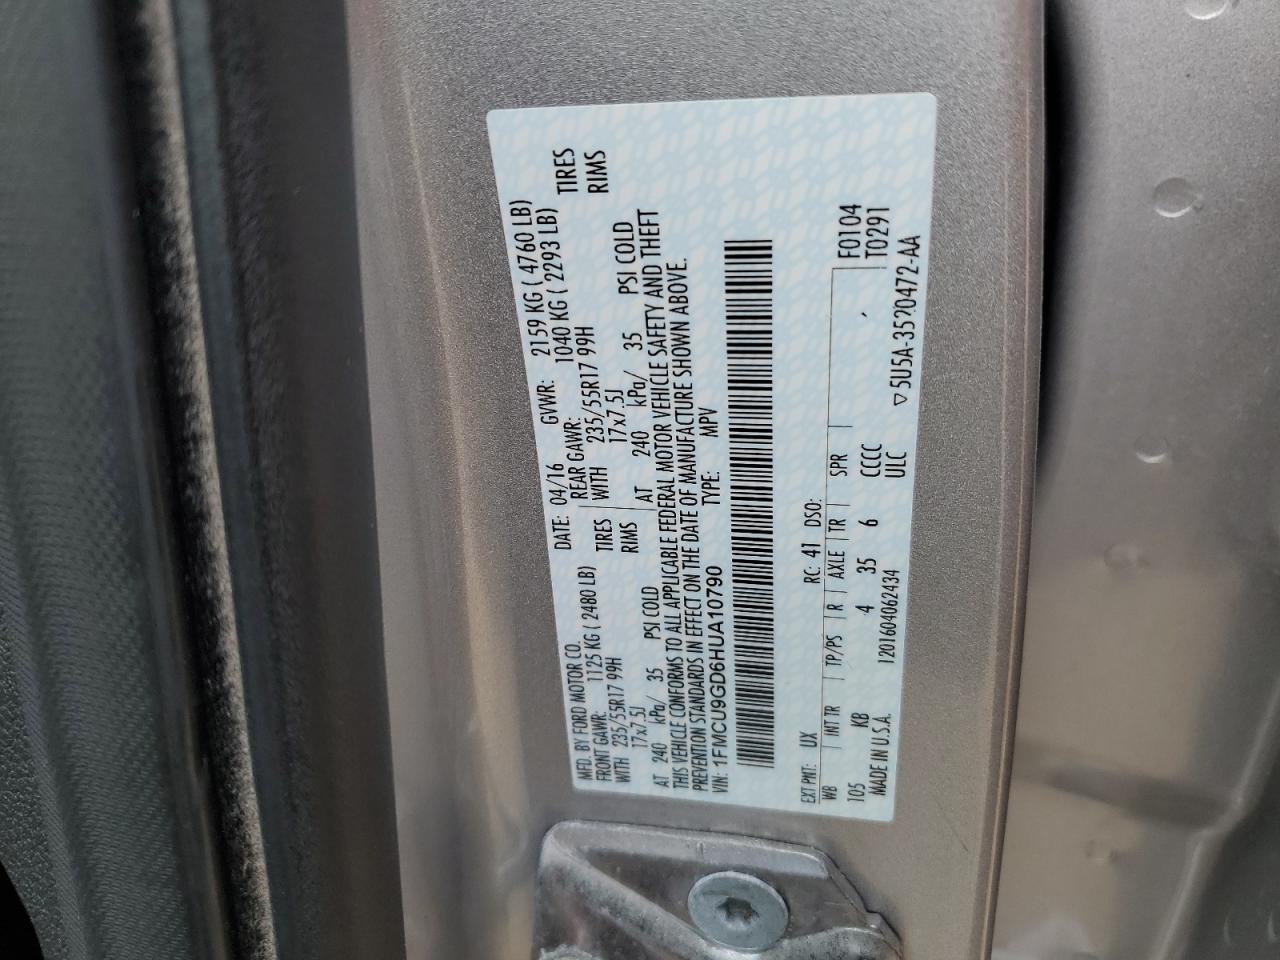 MFD. BY FORD MOTOR CO. DATE: 04/16 GVWR: 2159 KG ( 4760 LB)
FRONT GAWR: 1125 KG ( 2480 LB) REAR GAWR: 1040 KG ( 2293 LB)
WITH 235/55R17 99H TIRES WITH 235/55R17 99H TIRES
17x7.5J RIMS 17x7.5J RIMS
AT 240 kPa/ 35 PSI COLD AT 240 kPa/ 35 PSI COLD
THIS VEHICLE CONFORMS TO ALL APPLICABLE FEDERAL MOTOR VEHICLE SAFETY AND THEFT
PREVENTION STANDARDS IN EFFECT ON THE DATE OF MANUFACTURE SHOWN ABOVE.
VIN: 1FMCU9GD6HUA10790 TYPE: MPV
EXT PNT: UX RC: 41 DSO:
WB INT TR TP/PS R AXLE TR SPR F0104
105 KB 4 35 6 CCCC T0291
MADE IN U.S.A. 1201604062434 ULC
▽5U5A-3520472-AA